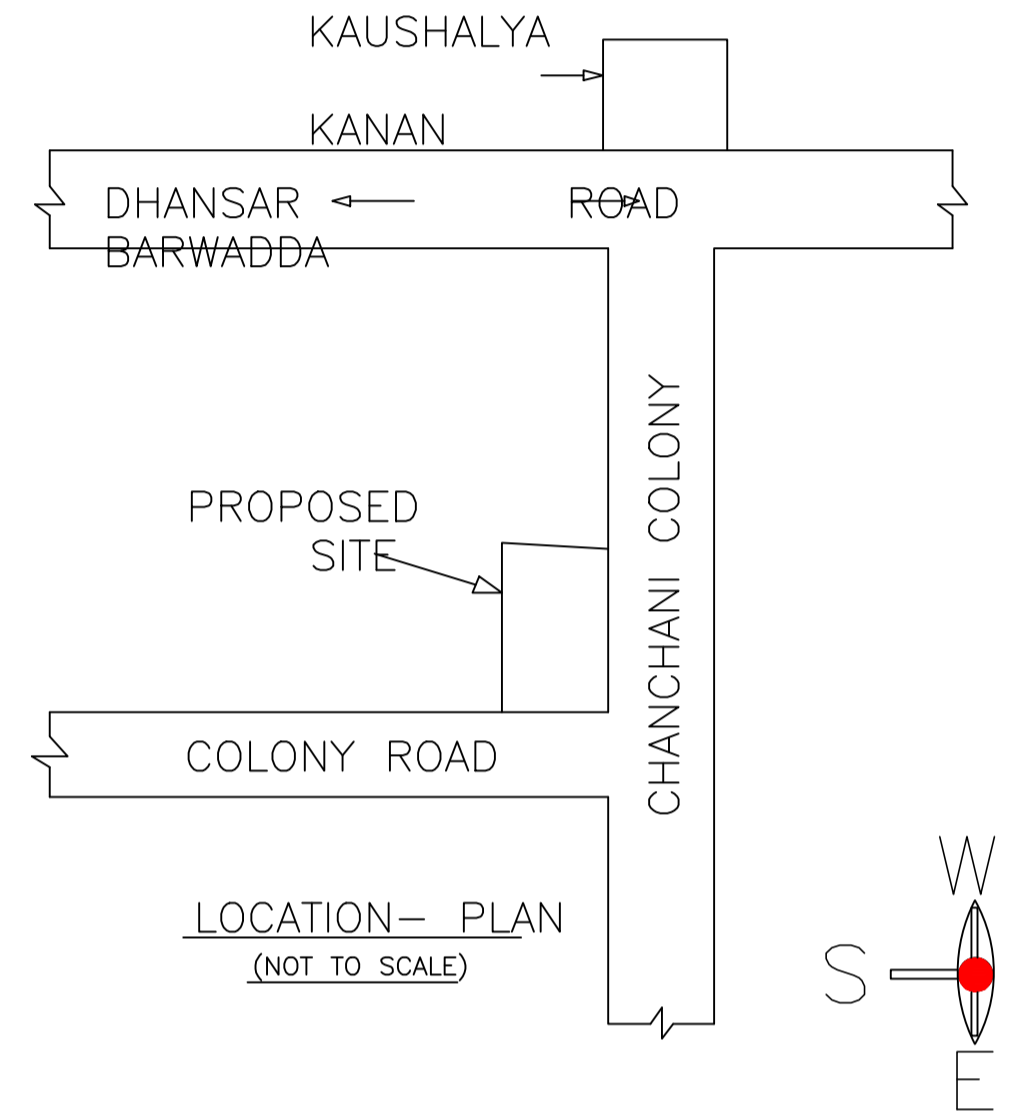 KAUSHALYA
KANAN
DHANSAR ROAD
BARWADDA
CHANCHANI COLONY
PROPOSED
SITE
COLONY ROAD
LOCATION- PLAN
(NOT TO SCALE)
W
S
E